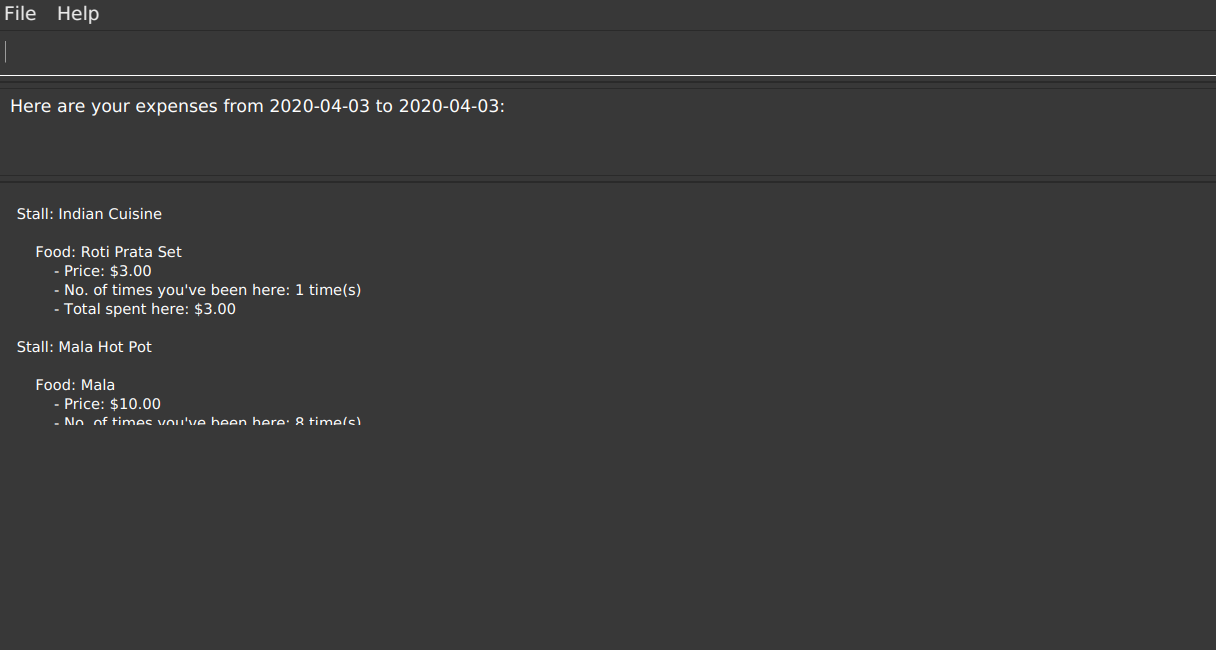 File Help
Here are your expenses from 2020-04-03 to 2020-04-03:
Stall: Indian Cuisine
Food: Roti Prata Set
- Price: $3.00
- No. of times you've been here: 1 time(s)
- Total spent here: $3.00
Stall: Mala Hot Pot
Food: Mala
- Price: $10.00
- No. of times you've been here: 8 time(s)